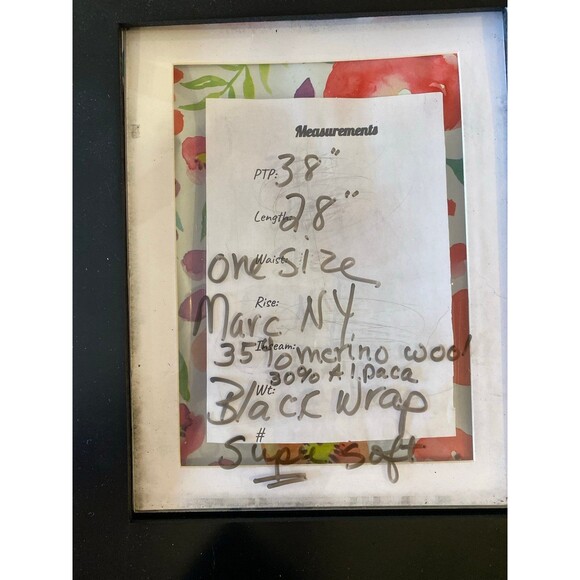 Measurements
PTP: 38"
Length: 28"
Waist:
one size
Rise:
Marc NY
Inseam:
35% merino wool
30% Alpaca
Wt:
Black wrap
#
Super soft